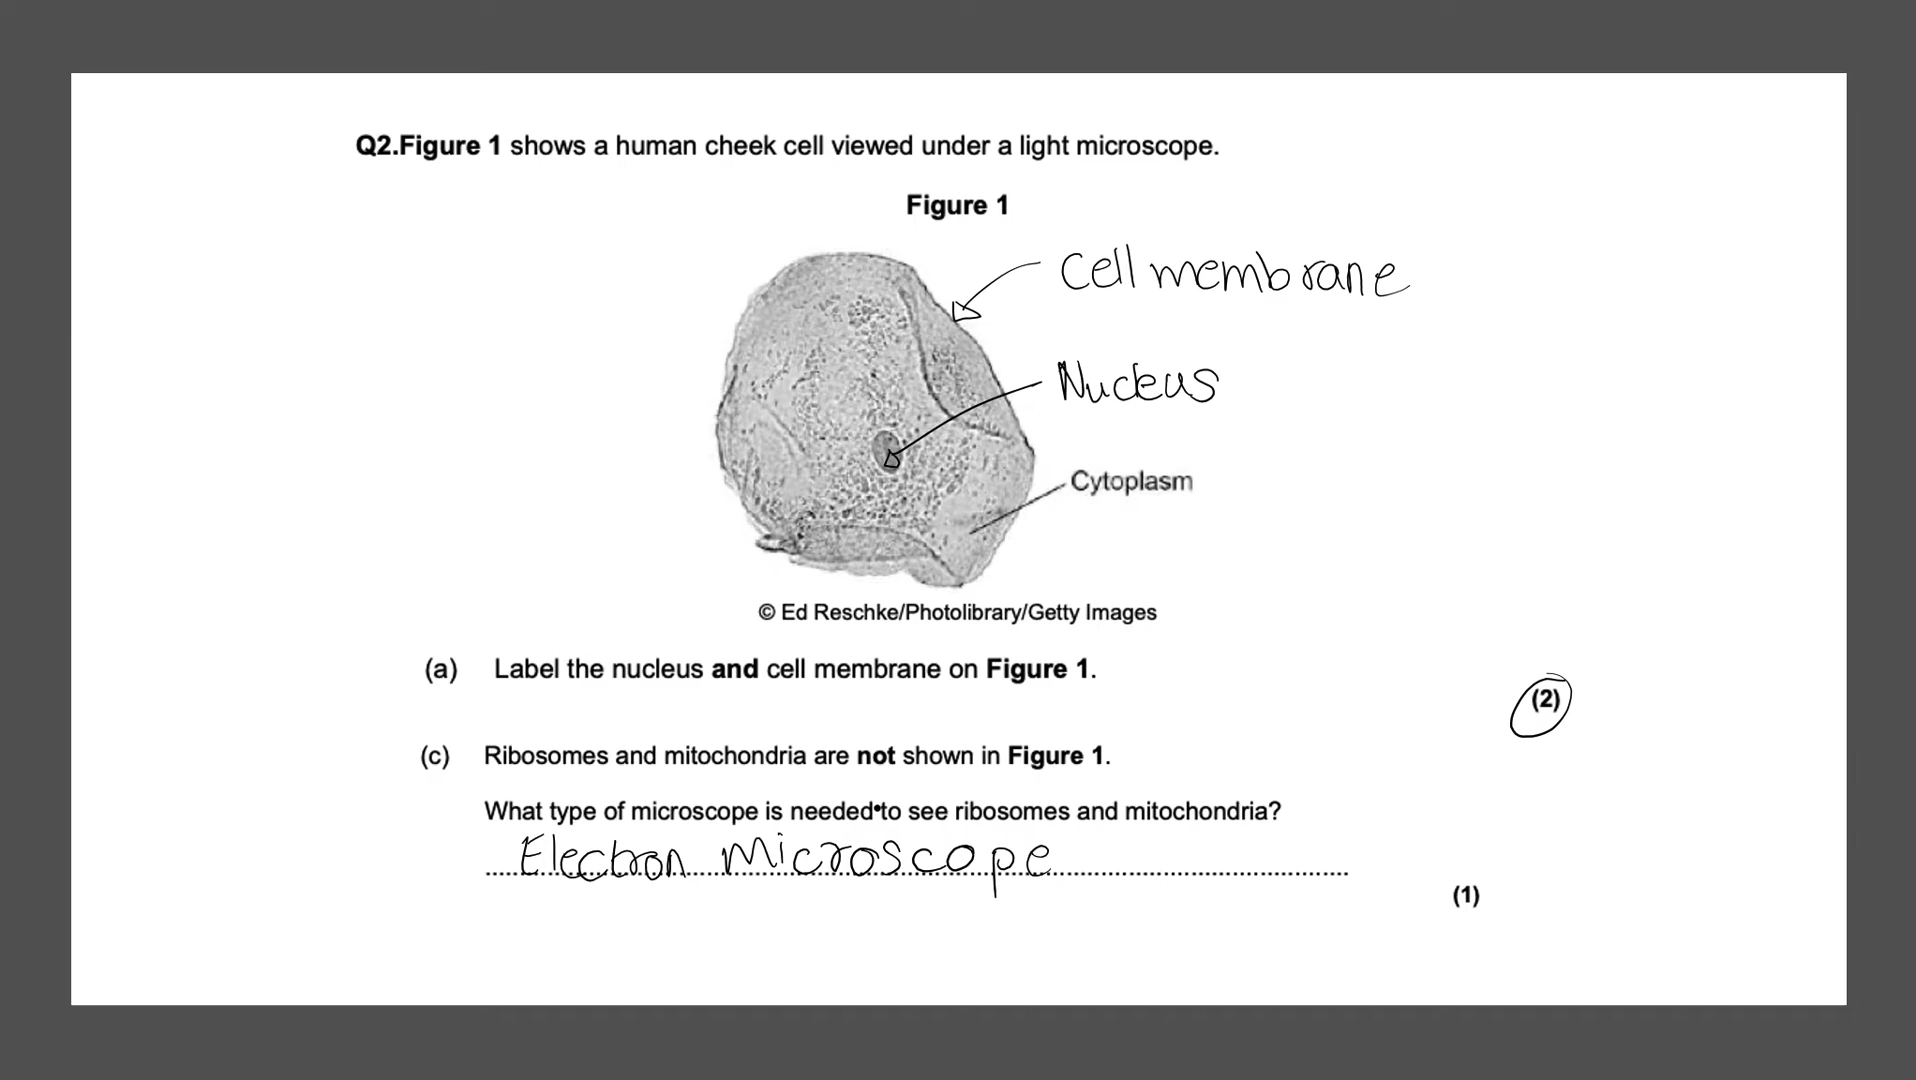 Q2.Figure 1 shows a human cheek cell viewed under a light microscope.
Figure 1
Cell membrane
Nucleus
Cytoplasm
© Ed Reschke/Photolibrary/Getty Images
(a) Label the nucleus and cell membrane on Figure 1.
(2)
(c) Ribosomes and mitochondria are not shown in Figure 1.
What type of microscope is needed to see ribosomes and mitochondria?
Electron microscope
(1)